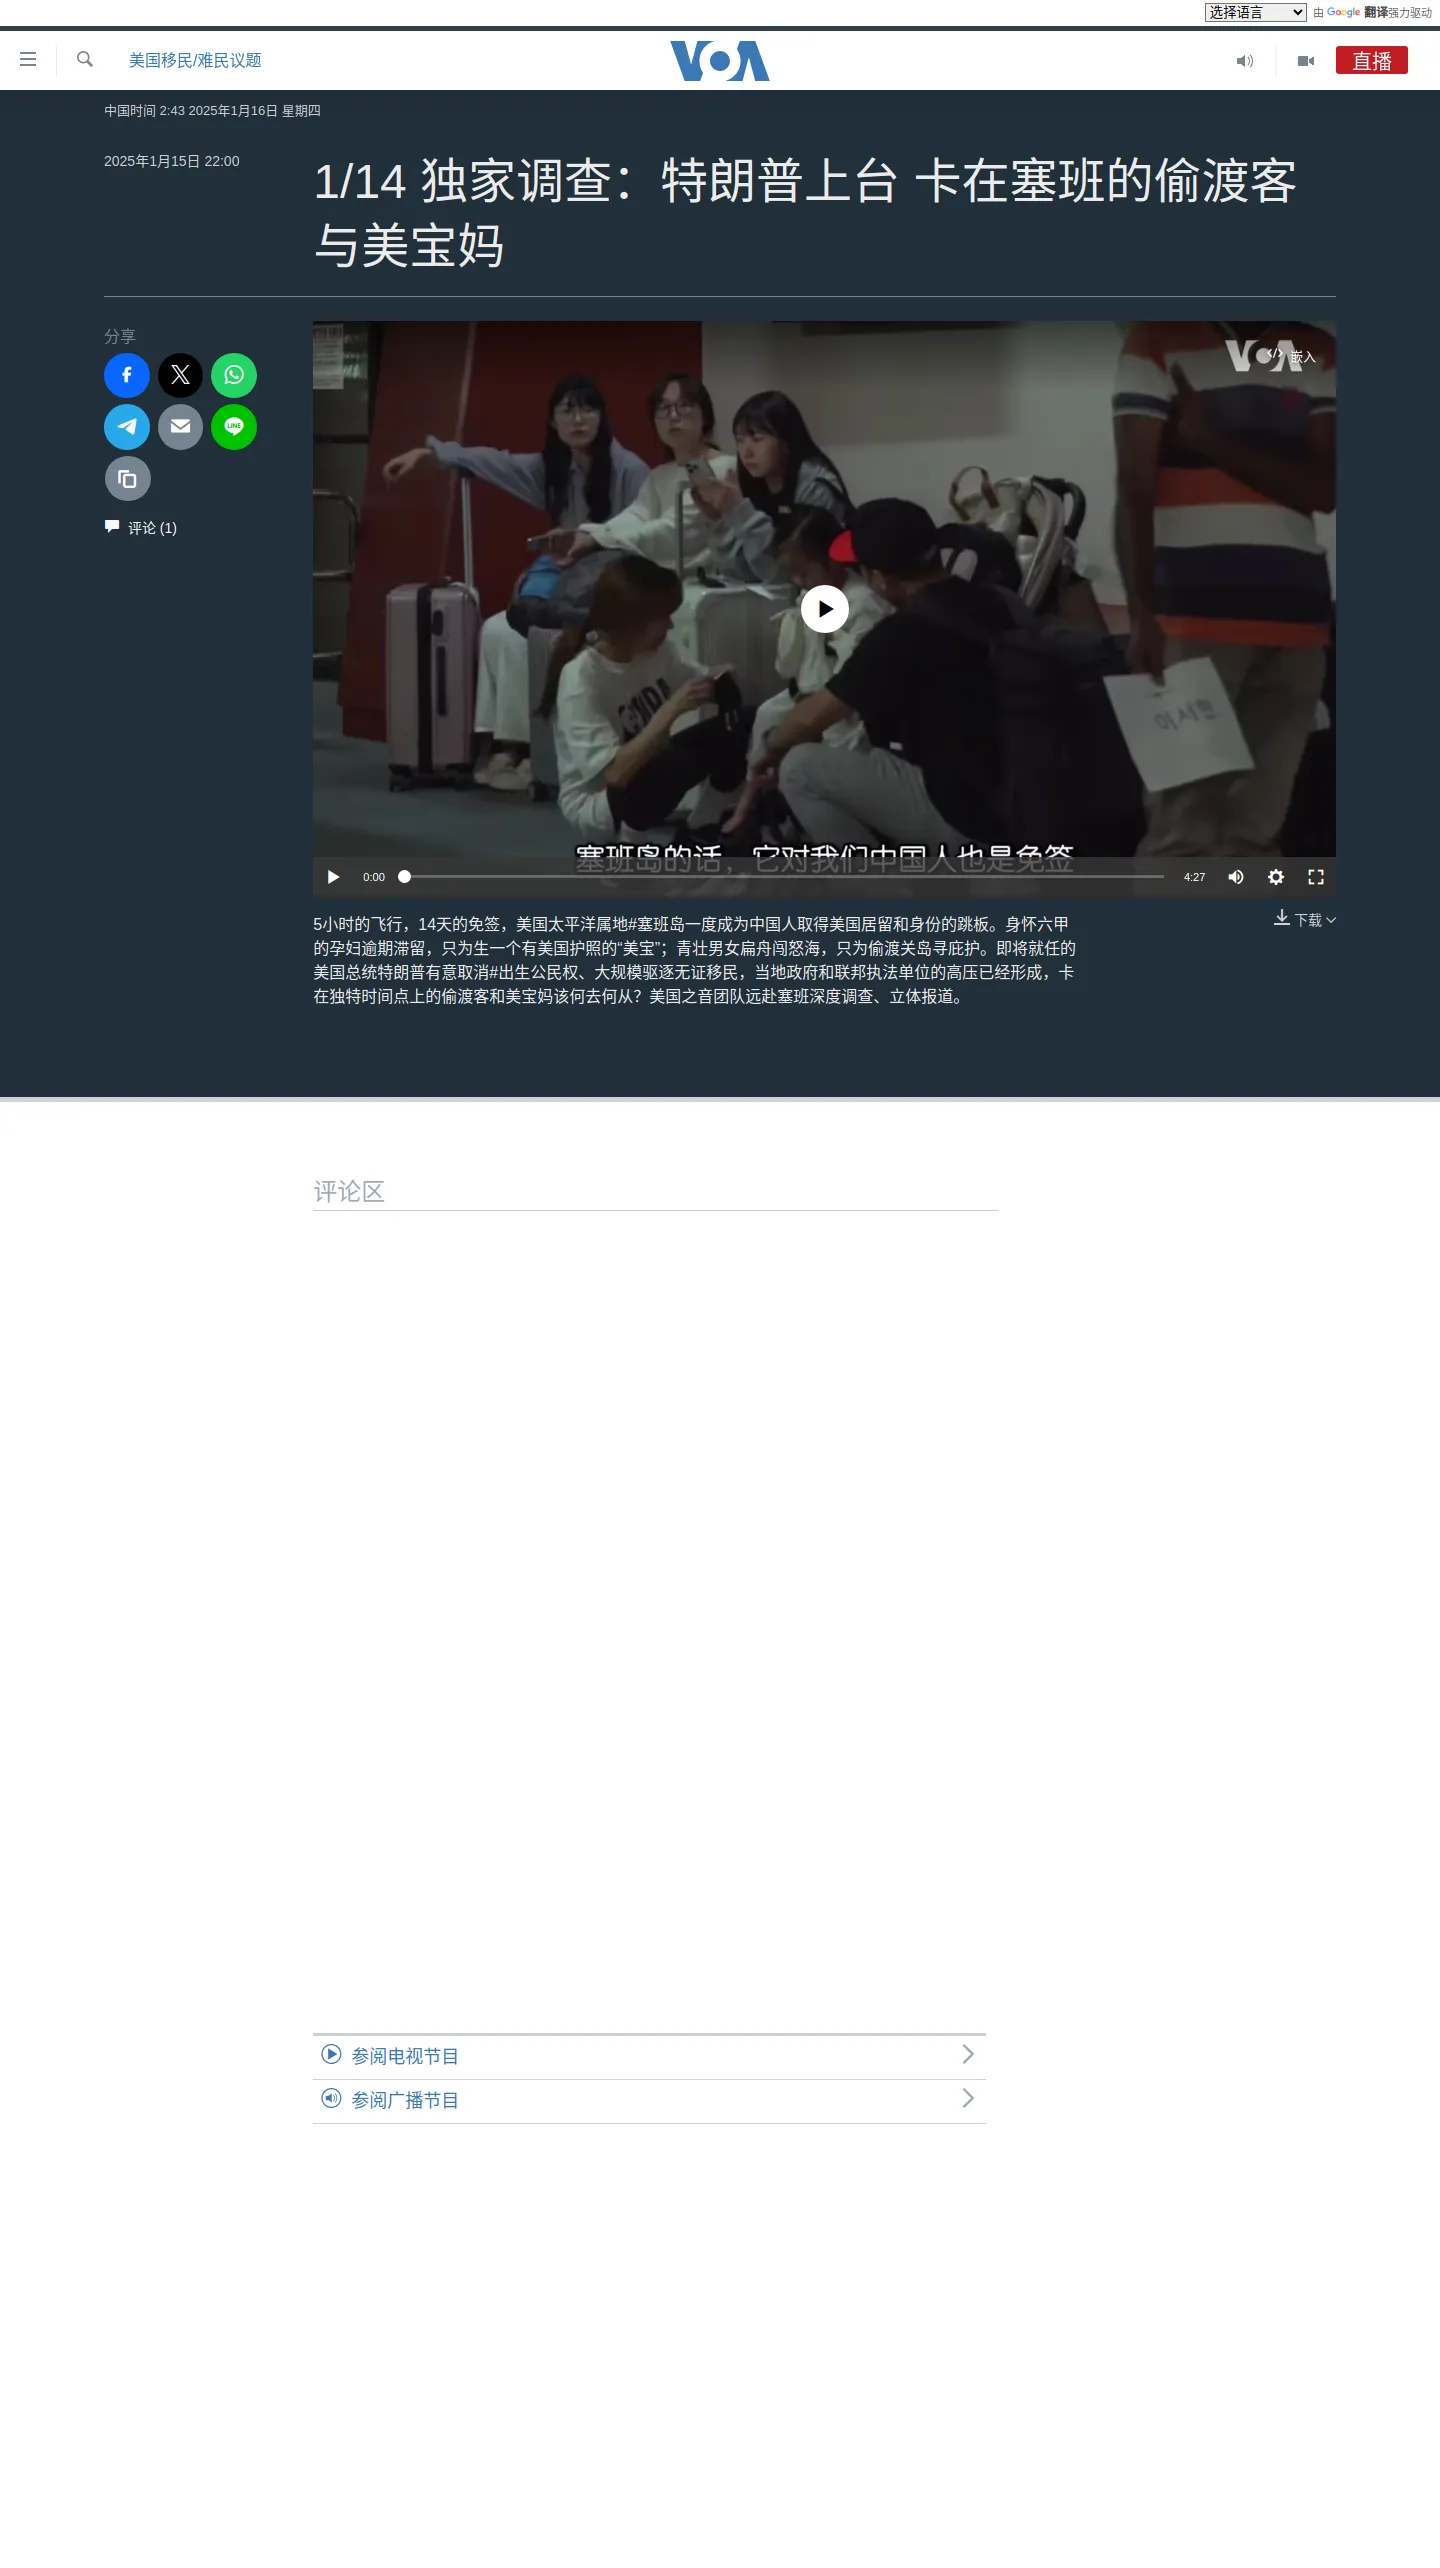 选择语言
由 Google 翻译强力驱动
美国移民/难民议题
VOA
直播
中国时间 2:43 2025年1月16日 星期四
2025年1月15日 22:00
1/14 独家调查：特朗普上台 卡在塞班的偷渡客
与美宝妈
分享
LINE
评论 (1)
VOA
嵌入
이서현
塞班岛的话，它对我们中国人也是免签
0:00
4:27
5小时的飞行，14天的免签，美国太平洋属地#塞班岛一度成为中国人取得美国居留和身份的跳板。身怀六甲
的孕妇逾期滞留，只为生一个有美国护照的“美宝”；青壮男女扁舟闯怒海，只为偷渡关岛寻庇护。即将就任的
美国总统特朗普有意取消#出生公民权、大规模驱逐无证移民，当地政府和联邦执法单位的高压已经形成，卡
在独特时间点上的偷渡客和美宝妈该何去何从？美国之音团队远赴塞班深度调查、立体报道。
下载
评论区
参阅电视节目
参阅广播节目